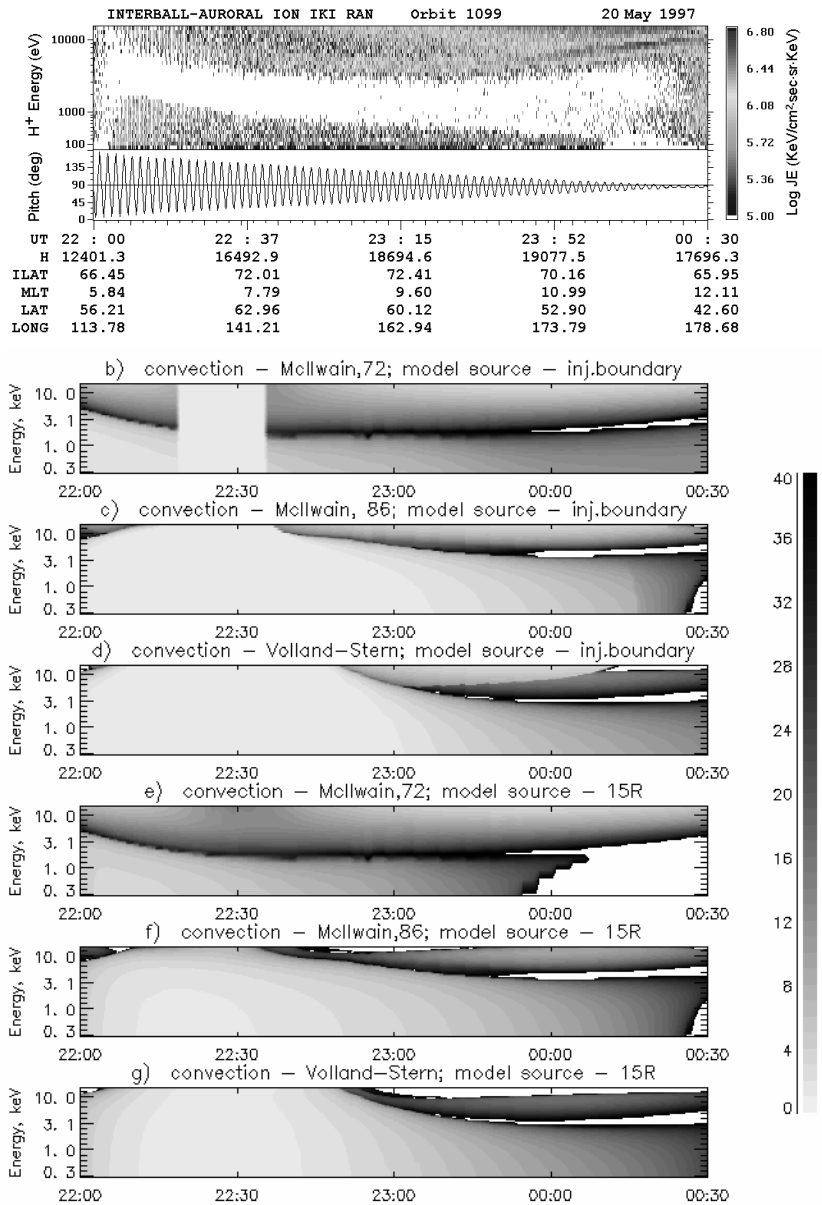 INTERBALL-AURORAL ION IKI RAN Orbit 1099 20 May 1997
H+ Energy (eV)
10000
1000
100
Pitch (deg)
135
90
45
0
6.80
6.44
6.08
5.72
5.36
5.00
Log JE (KeV/cm²·sec·sr·KeV)
UT 22 : 00 22 : 37 23 : 15 23 : 52 00 : 30
H 12401.3 16492.9 18694.6 19077.5 17696.3
ILAT 66.45 72.01 72.41 70.16 65.95
MLT 5.84 7.79 9.60 10.99 12.11
LAT 56.21 62.96 60.12 52.90 42.60
LONG 113.78 141.21 162.94 173.79 178.68
b) convection – McIlwain,72; model source – inj.boundary
Energy, keV
10. 0
3. 1
1. 0
0. 3
22:00 22:30 23:00 00:00 00:30
c) convection – McIlwain, 86; model source – inj.boundary
Energy, keV
10. 0
3. 1
1. 0
0. 3
22:00 22:30 23:00 00:00 00:30
d) convection – Volland–Stern; model source – inj.boundary
Energy, keV
10. 0
3. 1
1. 0
0. 3
22:00 22:30 23:00 00:00 00:30
e) convection – McIlwain,72; model source – 15R
Energy, keV
10. 0
3. 1
1. 0
0. 3
22:00 22:30 23:00 00:00 00:30
f) convection – McIlwain,86; model source – 15R
Energy, keV
10. 0
3. 1
1. 0
0. 3
22:00 22:30 23:00 00:00 00:30
g) convection – Volland–Stern; model source – 15R
Energy, keV
10. 0
3. 1
1. 0
0. 3
22:00 22:30 23:00 00:00 00:30
40
36
32
28
24
20
16
12
8
4
0